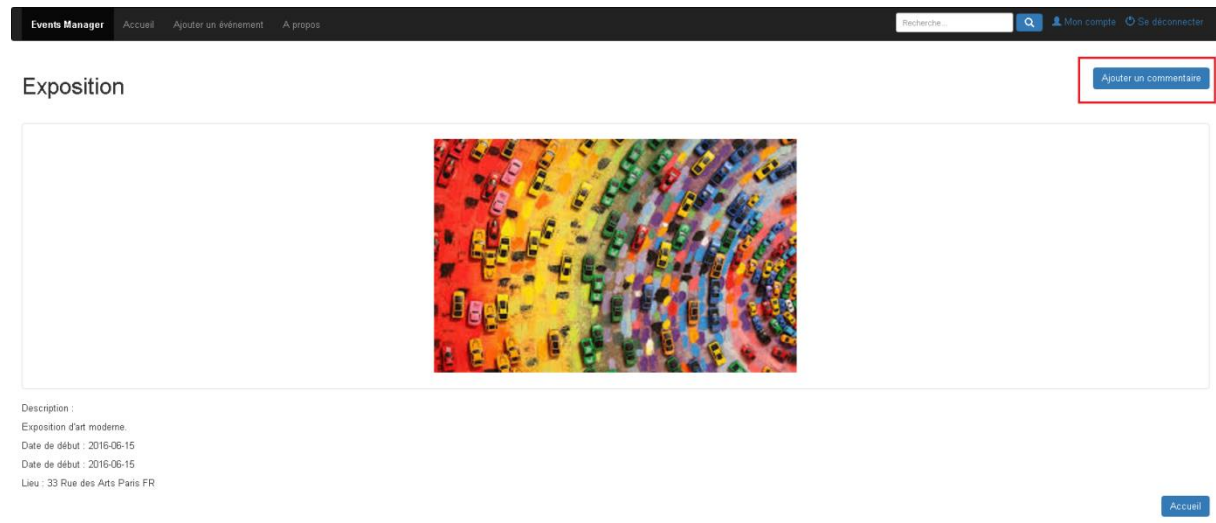 Events Manager Accueil Ajouter un événement A propos Recherche... Mon compte Se déconnecter
Exposition
Ajouter un commentaire
Description :
Exposition d'art moderne.
Date de début : 2016-06-15
Date de début : 2016-06-15
Lieu : 33 Rue des Arts Paris FR
Accueil